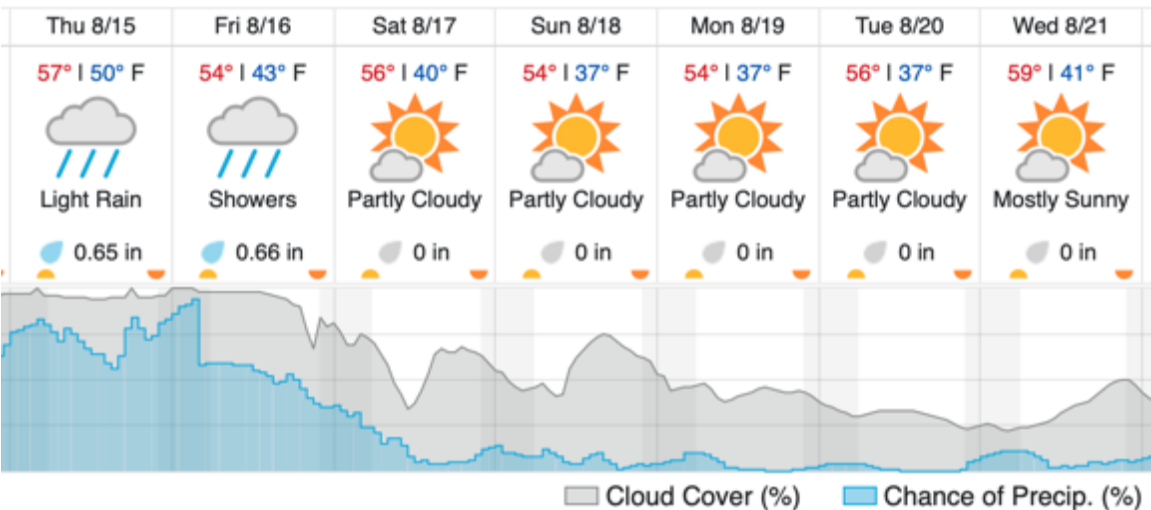 Thu 8/15 Fri 8/16 Sat 8/17 Sun 8/18 Mon 8/19 Tue 8/20 Wed 8/21
57° | 50° F 54° | 43° F 56° | 40° F 54° | 37° F 54° | 37° F 56° | 37° F 59° | 41° F
Light Rain Showers Partly Cloudy Partly Cloudy Partly Cloudy Partly Cloudy Mostly Sunny
0.65 in 0.66 in 0 in 0 in 0 in 0 in 0 in
Cloud Cover (%) Chance of Precip. (%)